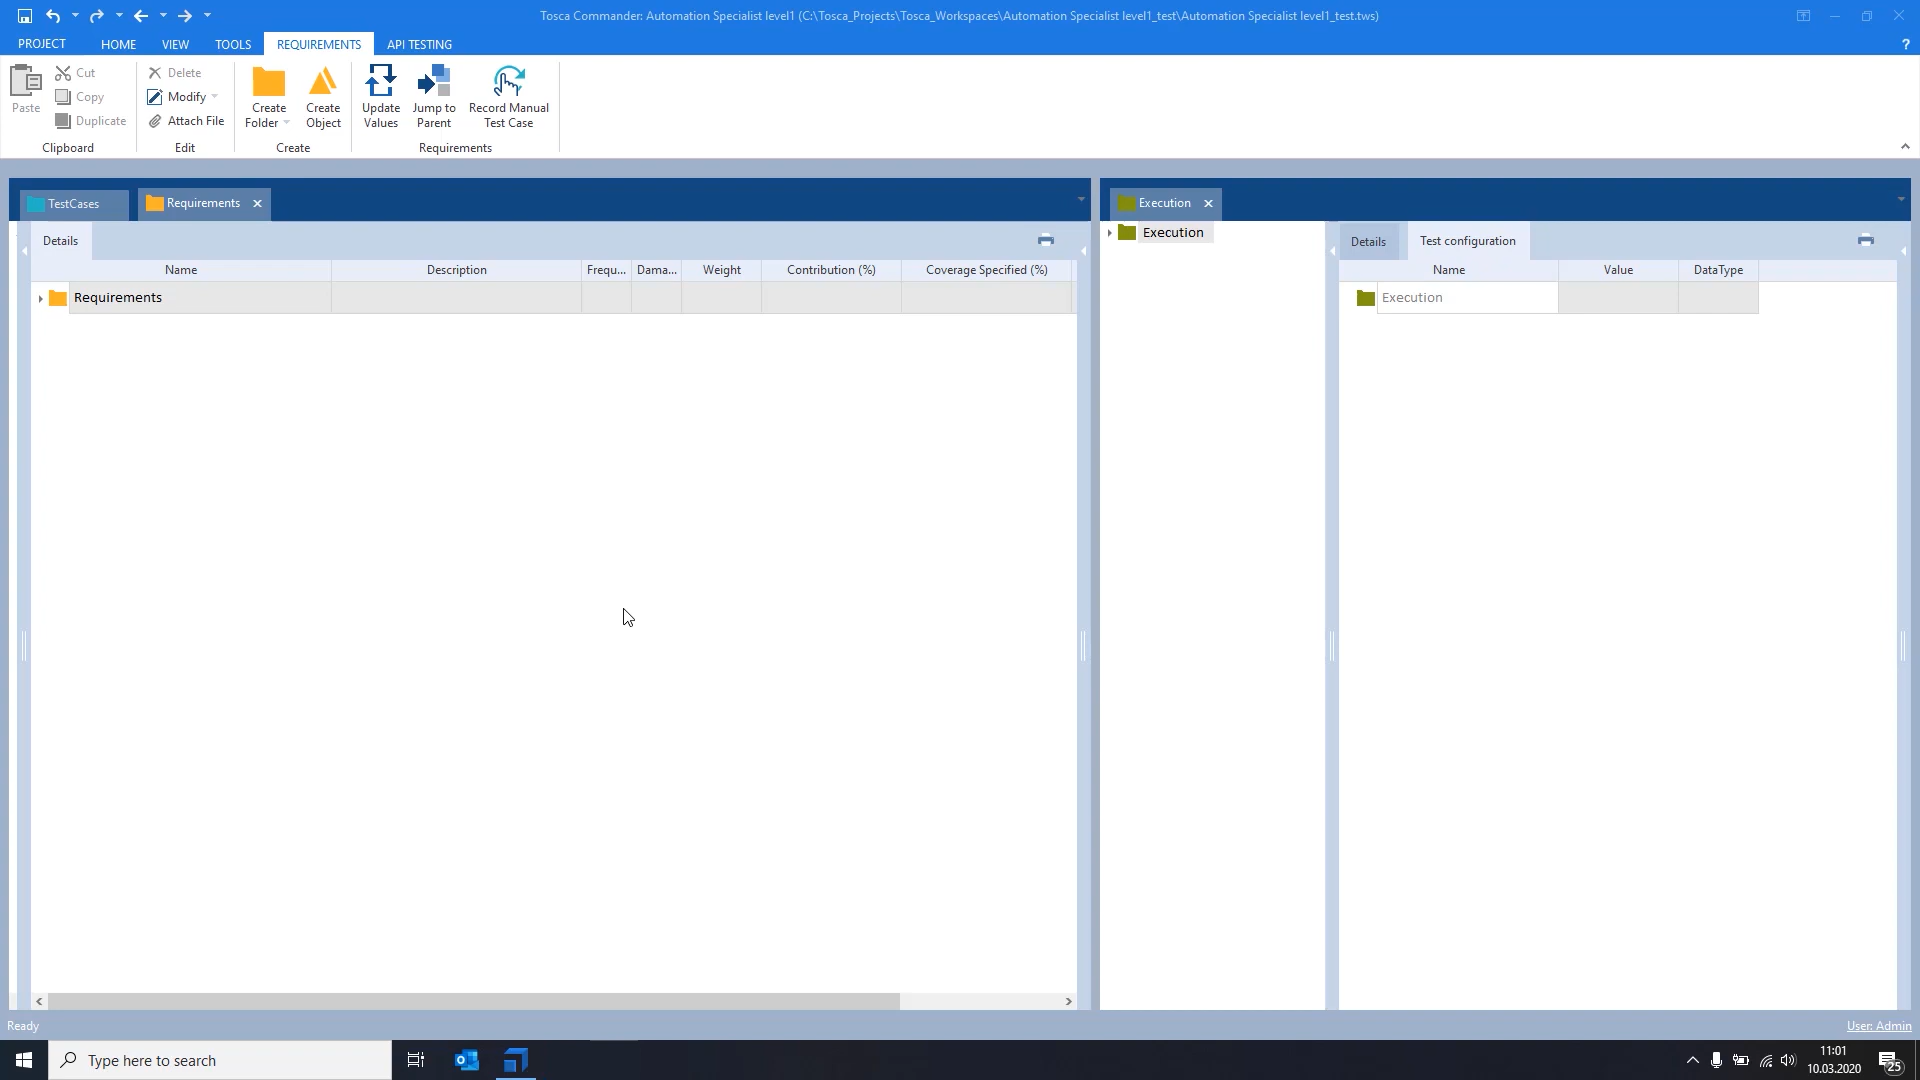 Tosca Commander: Automation Specialist level1 (C:\Tosca_Projects\Tosca_Workspaces\Automation Specialist level1_test\Automation Specialist level1_test.tws)
PROJECT HOME VIEW TOOLS REQUIREMENTS API TESTING ?
Paste
Cut
Copy
Duplicate
Clipboard
Delete
Modify
Attach File
Edit
Create Folder
Create Object
Create
Update Values
Jump to Parent
Record Manual Test Case
Requirements
TestCases
Requirements
Details
Name Description Frequ... Dama... Weight Contribution (%) Coverage Specified (%)
Requirements
Execution
Execution
Details Test configuration
Name Value DataType
Execution
Ready
User: Admin
Type here to search
11:01
10.03.2020
25